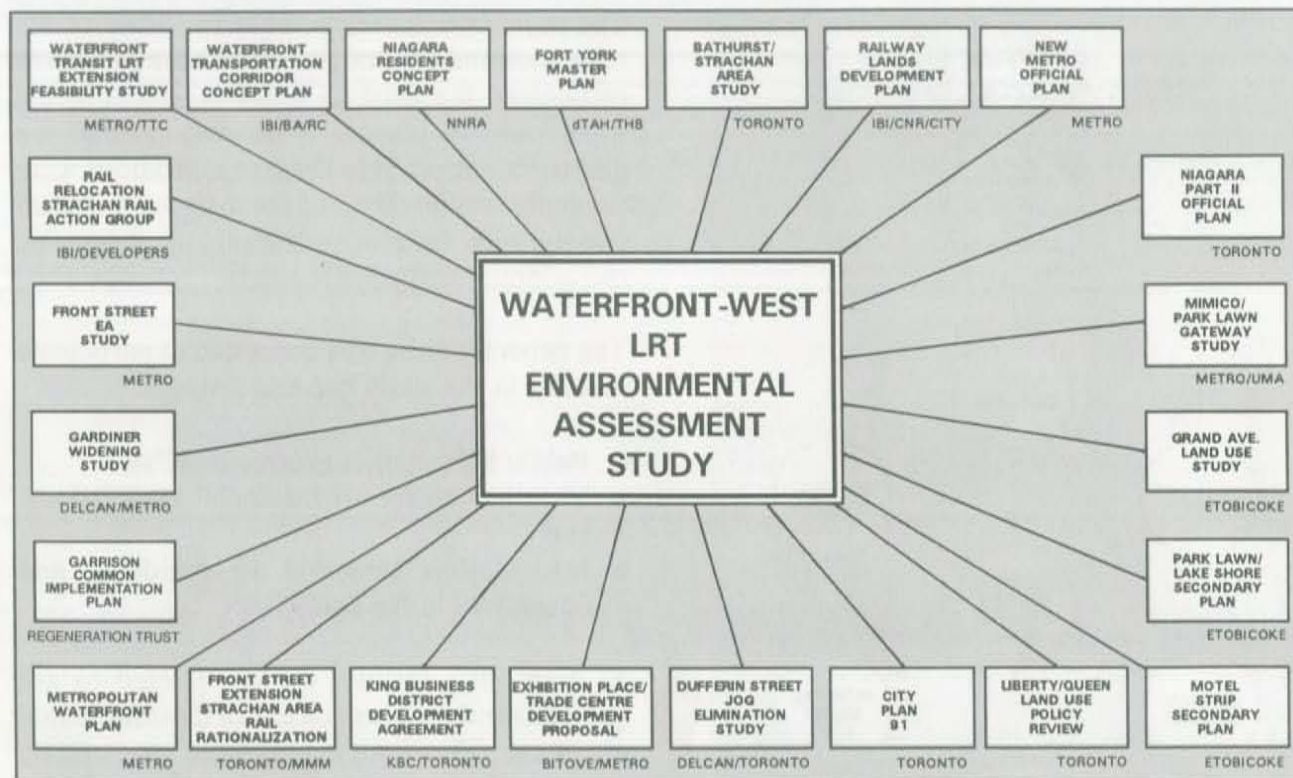 WATERFRONT
TRANSIT LRT
EXTENSION
FEASIBILITY STUDY
METRO/TTC
WATERFRONT
TRANSPORTATION
CORRIDOR
CONCEPT PLAN
IBI/BA/RC
NIAGARA
RESIDENTS
CONCEPT
PLAN
NNRA
FORT YORK
MASTER
PLAN
dTAH/THB
BATHURST/
STRACHAN
AREA
STUDY
TORONTO
RAILWAY
LANDS
DEVELOPMENT
PLAN
IBI/CNR/CITY
NEW
METRO
OFFICIAL
PLAN
METRO
RAIL
RELOCATION
STRACHAN RAIL
ACTION GROUP
IBI/DEVELOPERS
NIAGARA
PART II
OFFICIAL
PLAN
TORONTO
FRONT STREET
EA
STUDY
METRO
WATERFRONT-WEST
LRT
ENVIRONMENTAL
ASSESSMENT
STUDY
MIMICO/
PARK LAWN
GATEWAY
STUDY
METRO/UMA
GARDINER
WIDENING
STUDY
DELCAN/METRO
GRAND AVE.
LAND USE
STUDY
ETOBICOKE
GARRISON
COMMON
IMPLEMENTATION
PLAN
REGENERATION TRUST
PARK LAWN/
LAKE SHORE
SECONDARY
PLAN
ETOBICOKE
METROPOLITAN
WATERFRONT
PLAN
METRO
FRONT STREET
EXTENSION
STRACHAN AREA
RAIL
RATIONALIZATION
TORONTO/MMM
KING BUSINESS
DISTRICT
DEVELOPMENT
AGREEMENT
KBC/TORONTO
EXHIBITION PLACE/
TRADE CENTRE
DEVELOPMENT
PROPOSAL
BITOVE/METRO
DUFFERIN STREET
JOG
ELIMINATION
STUDY
DELCAN/TORONTO
CITY
PLAN
91
TORONTO
LIBERTY/QUEEN
LAND USE
POLICY
REVIEW
TORONTO
MOTEL
STRIP
SECONDARY
PLAN
ETOBICOKE